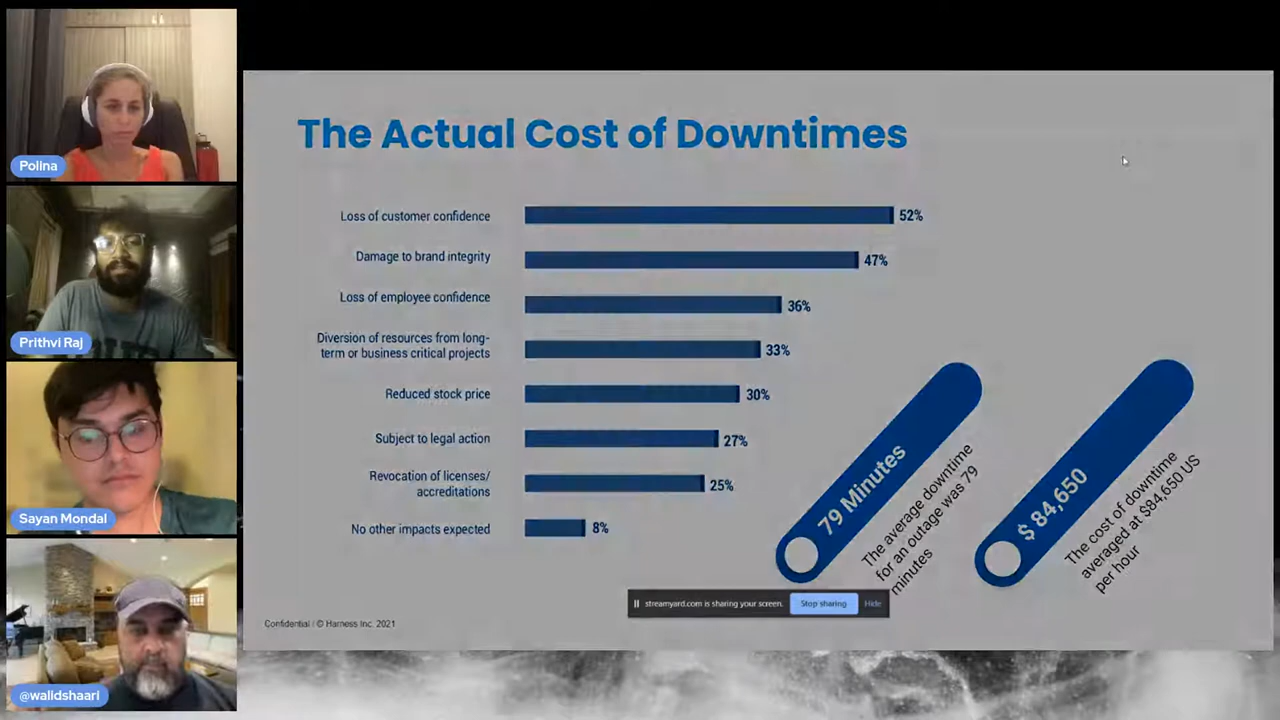 Polina
Prithvi Raj
Sayan Mondal
@walidshaari
The Actual Cost of Downtimes
Loss of customer confidence
52%
Damage to brand integrity
47%
Loss of employee confidence
36%
Diversion of resources from long-
term or business critical projects
33%
Reduced stock price
30%
Subject to legal action
27%
Revocation of licenses/
accreditations
25%
No other impacts expected
8%
79 Minutes
The average downtime
for an outage was 79
minutes
$ 84,650
The cost of downtime
averaged at $84,650 US
per hour
streamyard.com is sharing your screen.
Stop sharing
Hide
Confidential | © Harness Inc. 2021